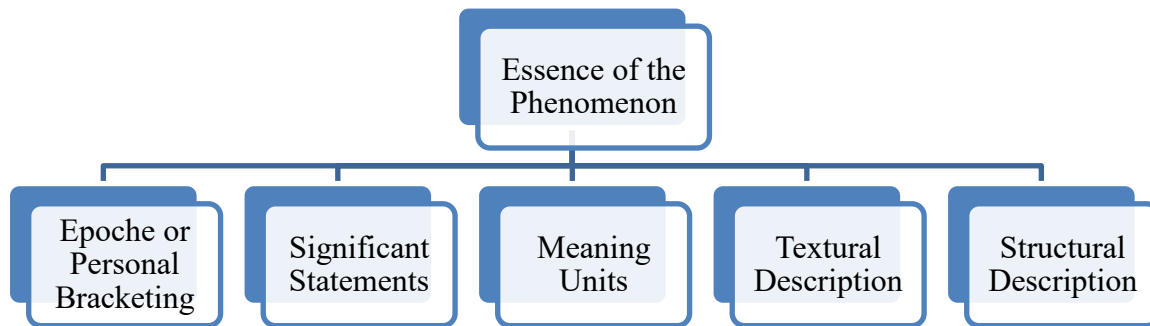 Essence of the
Phenomenon
Epoche or
Personal
Bracketing
Significant
Statements
Meaning
Units
Textural
Description
Structural
Description